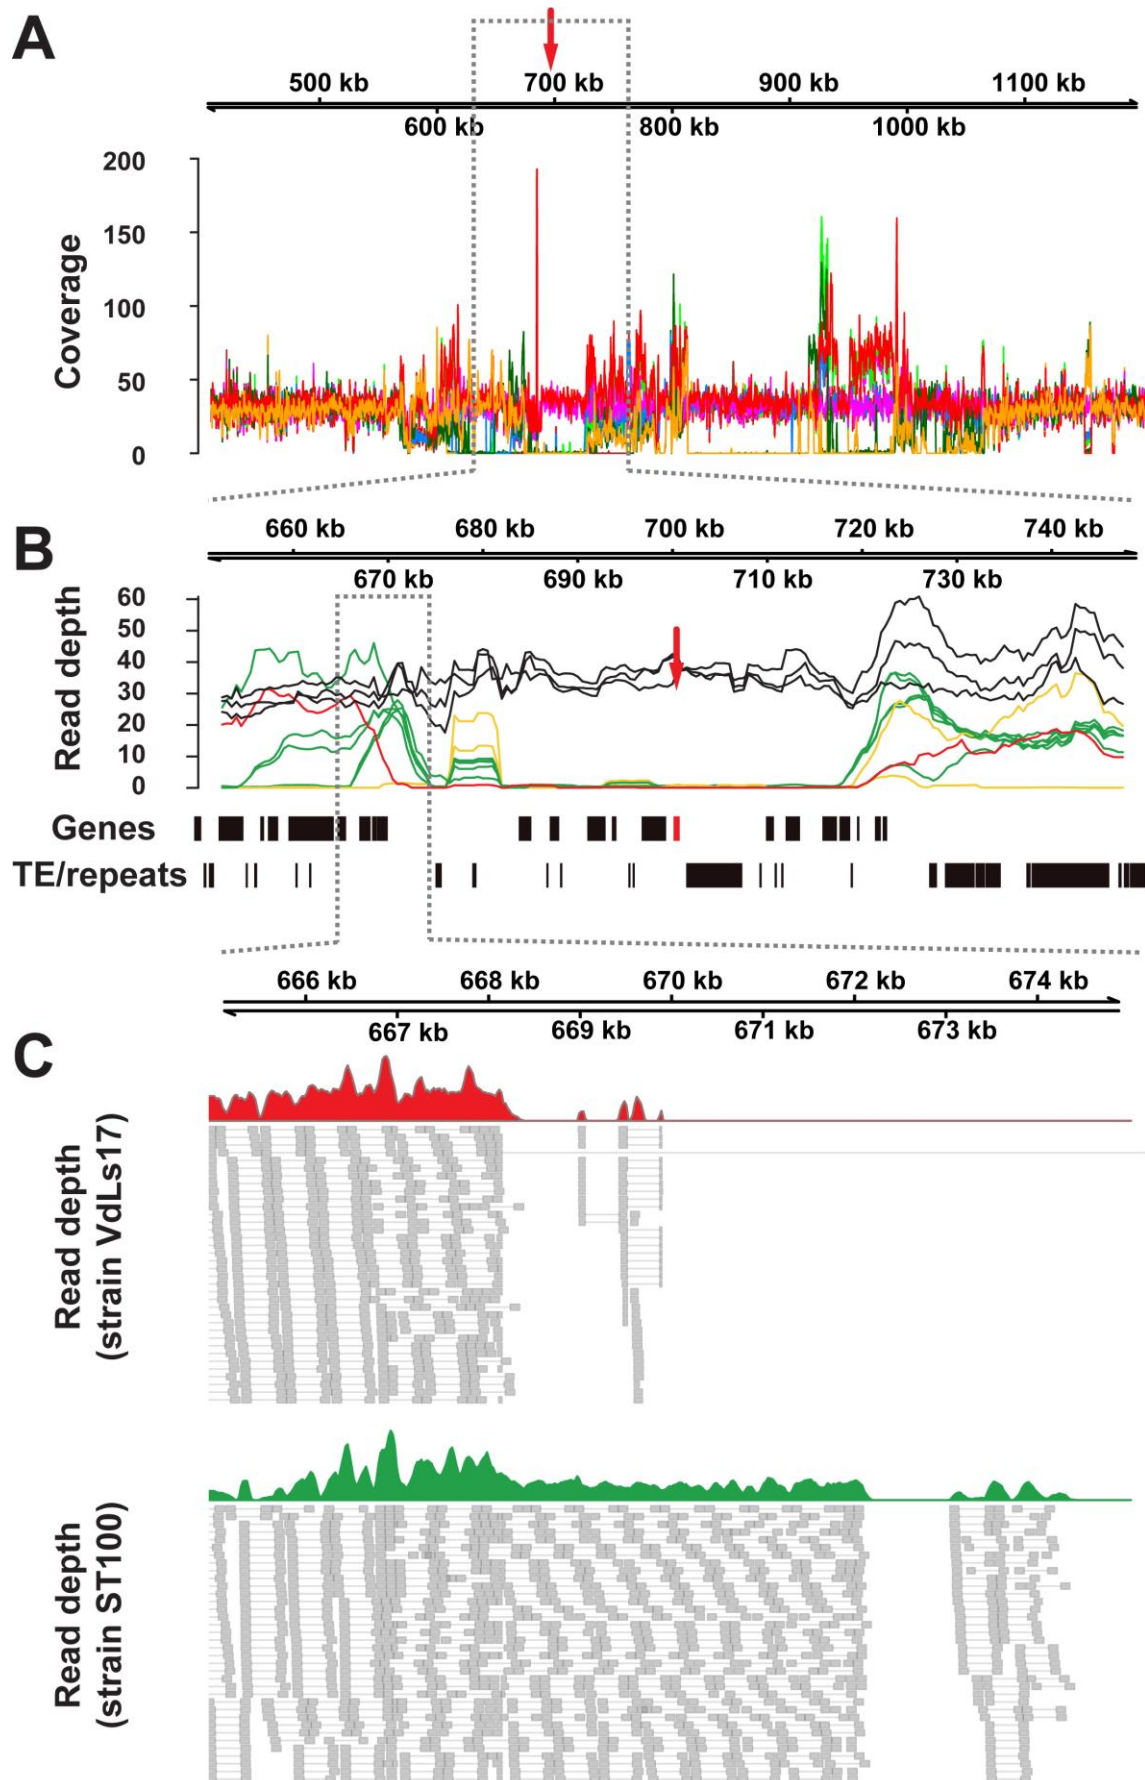 A
500 kb 700 kb 900 kb 1100 kb
600 kb 800 kb 1000 kb
Coverage
200
150
100
50
0
B
660 kb 680 kb 700 kb 720 kb 740 kb
670 kb 690 kb 710 kb 730 kb
Read depth
60
50
40
30
20
10
0
Genes
TE/repeats
666 kb 668 kb 670 kb 672 kb 674 kb
667 kb 669 kb 671 kb 673 kb
C
Read depth
(strain VdLs17)
Read depth
(strain ST100)